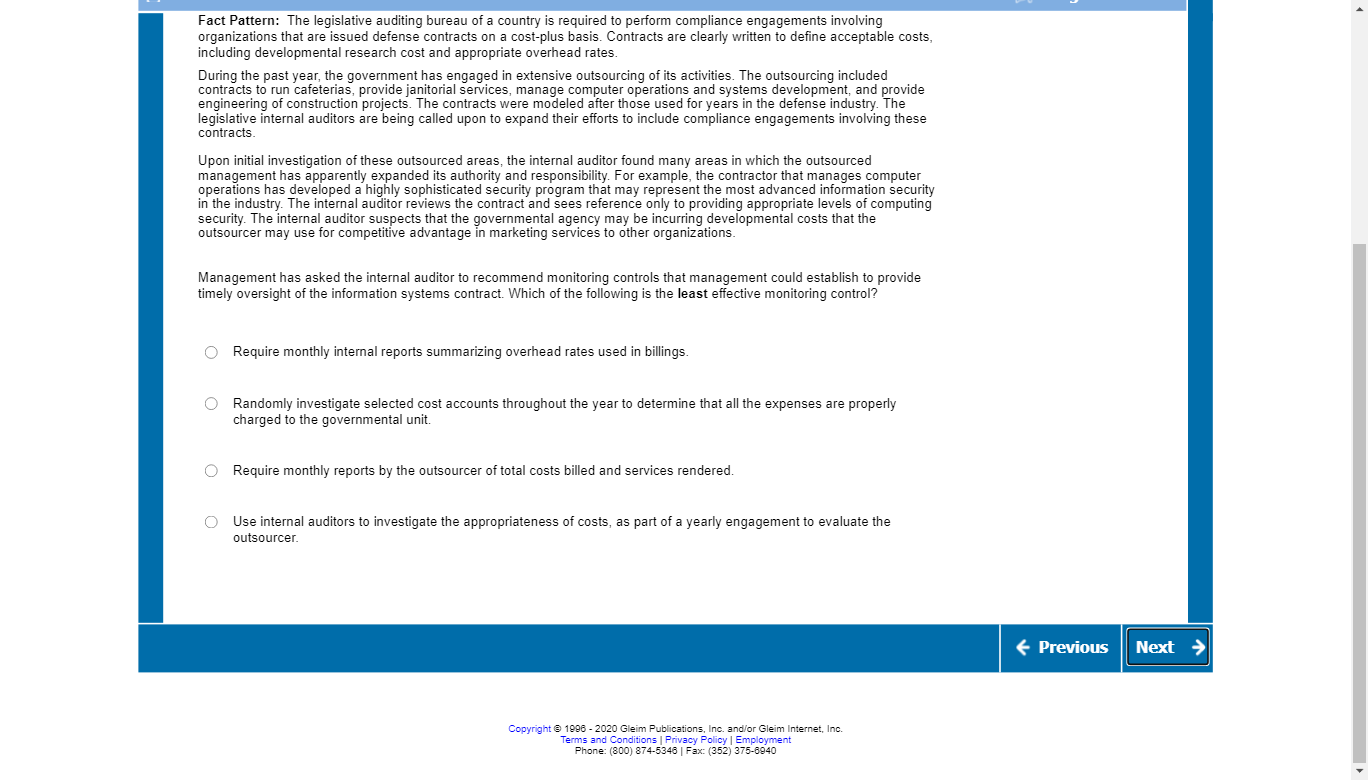 Fact Pattern: The legislative auditing bureau of a country is required to perform compliance engagements involving
organizations that are issued defense contracts on a cost-plus basis. Contracts are clearly written to define acceptable costs,
including developmental research cost and appropriate overhead rates.
During the past year, the government has engaged in extensive outsourcing of its activities. The outsourcing included
contracts to run cafeterias, provide janitorial services, manage computer operations and systems development, and provide
engineering of construction projects. The contracts were modeled after those used for years in the defense industry. The
legislative internal auditors are being called upon to expand their efforts to include compliance engagements involving these
contracts.
Upon initial investigation of these outsourced areas, the internal auditor found many areas in which the outsourced
management has apparently expanded its authority and responsibility. For example, the contractor that manages computer
operations has developed a highly sophisticated security program that may represent the most advanced information security
in the industry. The internal auditor reviews the contract and sees reference only to providing appropriate levels of computing
security. The internal auditor suspects that the governmental agency may be incurring developmental costs that the
outsourcer may use for competitive advantage in marketing services to other organizations.
Management has asked the internal auditor to recommend monitoring controls that management could establish to provide
timely oversight of the information systems contract. Which of the following is the least effective monitoring control?
Require monthly internal reports summarizing overhead rates used in billings.
Randomly investigate selected cost accounts throughout the year to determine that all the expenses are properly
charged to the governmental unit.
Require monthly reports by the outsourcer of total costs billed and services rendered.
Use internal auditors to investigate the appropriateness of costs, as part of a yearly engagement to evaluate the
outsourcer.
Previous Next
Copyright © 1996 - 2020 Gleim Publications, Inc. and/or Gleim Internet, Inc.
Terms and Conditions | Privacy Policy | Employment
Phone: (800) 874-5346 | Fax: (352) 375-6940